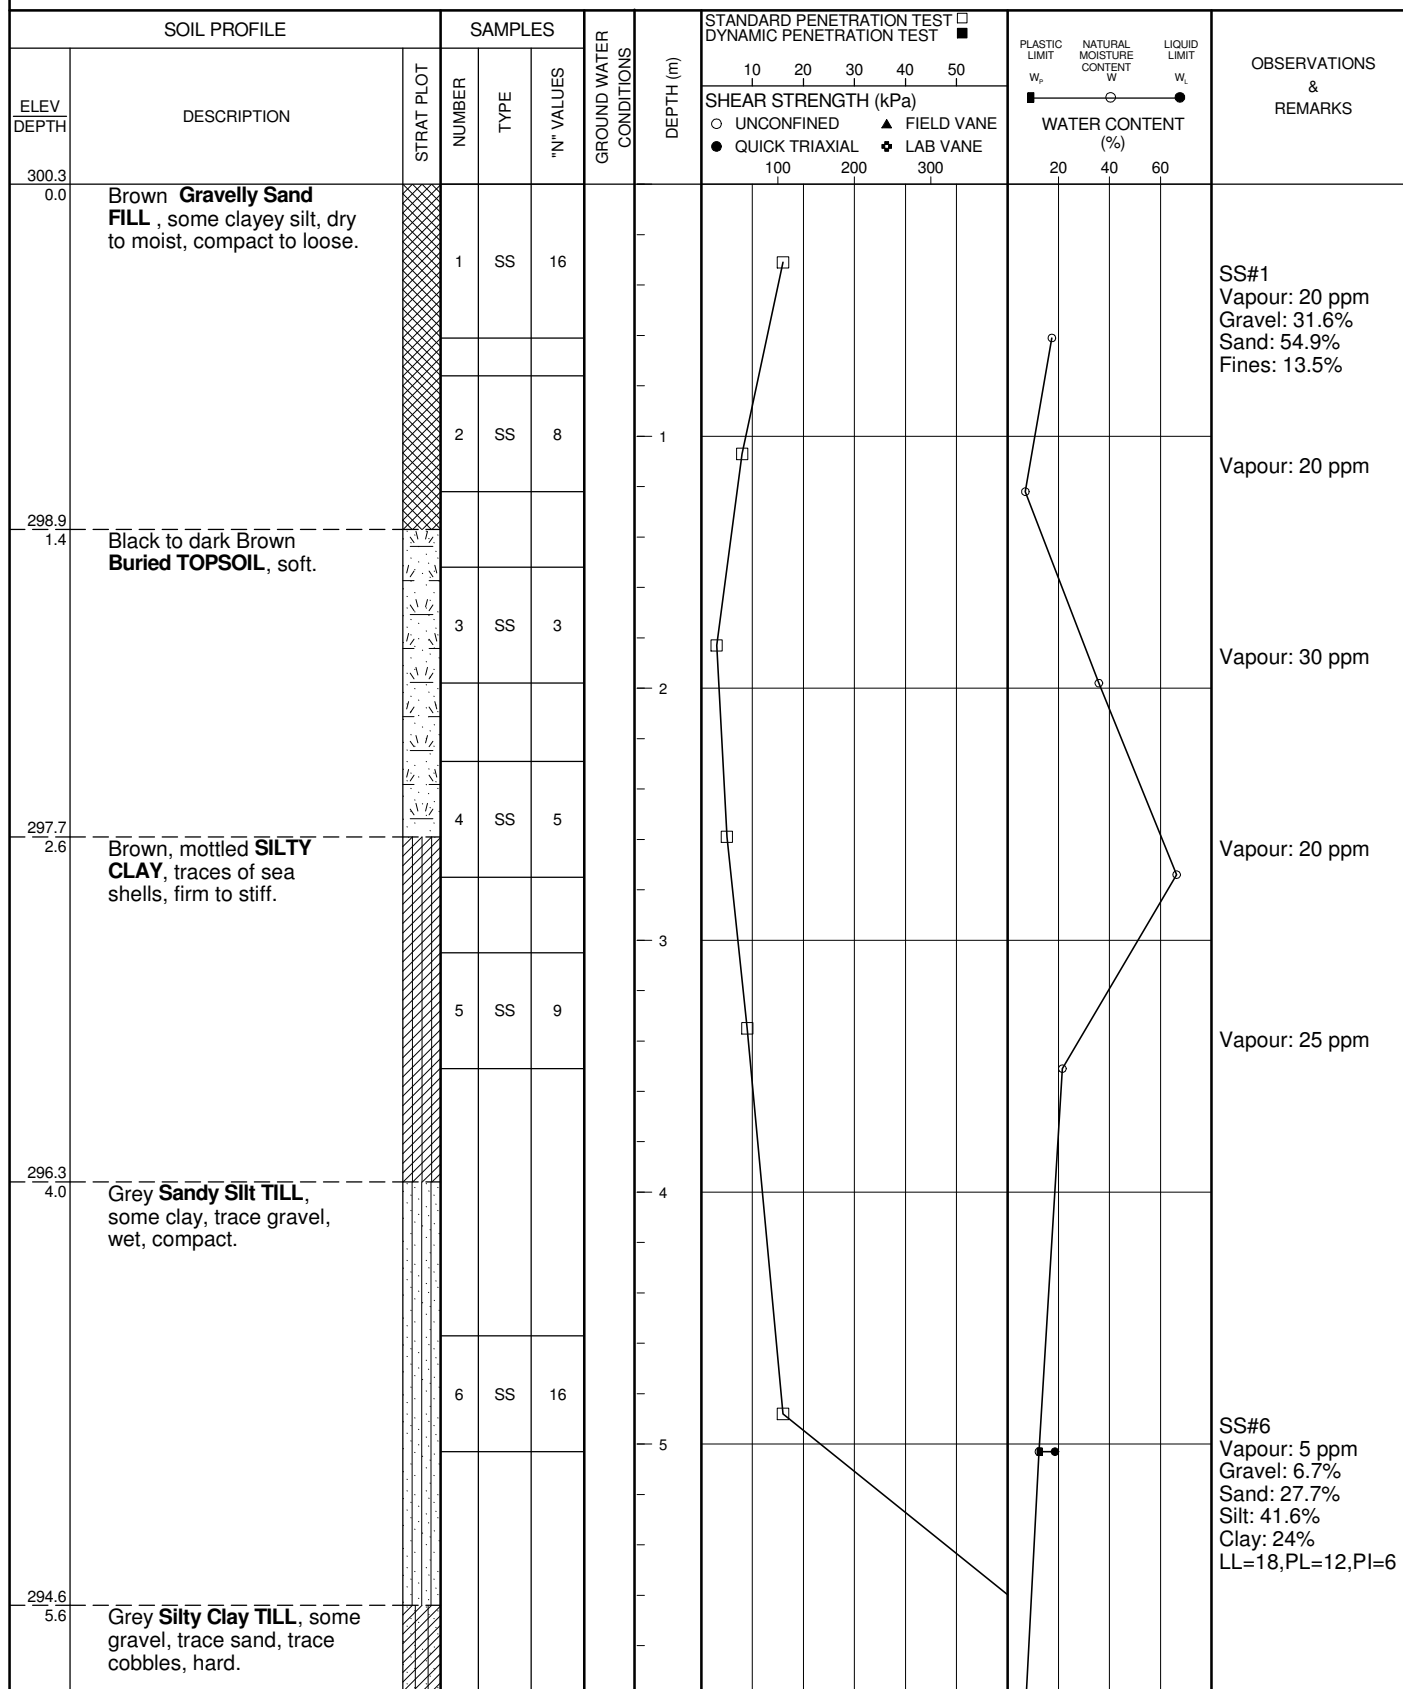 SOIL PROFILE
SAMPLES
GROUND WATER
CONDITIONS
DEPTH (m)
STANDARD PENETRATION TEST
DYNAMIC PENETRATION TEST
10 20 30 40 50
SHEAR STRENGTH (kPa)
UNCONFINED
FIELD VANE
QUICK TRIAXIAL
LAB VANE
100 200 300
PLASTIC
LIMIT
NATURAL
MOISTURE
CONTENT
LIQUID
LIMIT
WP
W
WL
WATER CONTENT
(%)
20 40 60
OBSERVATIONS
&
REMARKS
ELEV
DEPTH
DESCRIPTION
STRAT PLOT
NUMBER
TYPE
"N" VALUES
300.3
0.0
Brown Gravelly Sand
FILL , some clayey silt, dry
to moist, compact to loose.
1 SS 16
SS#1
Vapour: 20 ppm
Gravel: 31.6%
Sand: 54.9%
Fines: 13.5%
2 SS 8
1
Vapour: 20 ppm
298.9
1.4
Black to dark Brown
Buried TOPSOIL, soft.
3 SS 3
Vapour: 30 ppm
2
4 SS 5
297.7
2.6
Brown, mottled SILTY
CLAY, traces of sea
shells, firm to stiff.
Vapour: 20 ppm
3
5 SS 9
Vapour: 25 ppm
296.3
4.0
Grey Sandy SIlt TILL,
some clay, trace gravel,
wet, compact.
4
6 SS 16
5
SS#6
Vapour: 5 ppm
Gravel: 6.7%
Sand: 27.7%
Silt: 41.6%
Clay: 24%
LL=18,PL=12,PI=6
294.6
5.6
Grey Silty Clay TILL, some
gravel, trace sand, trace
cobbles, hard.